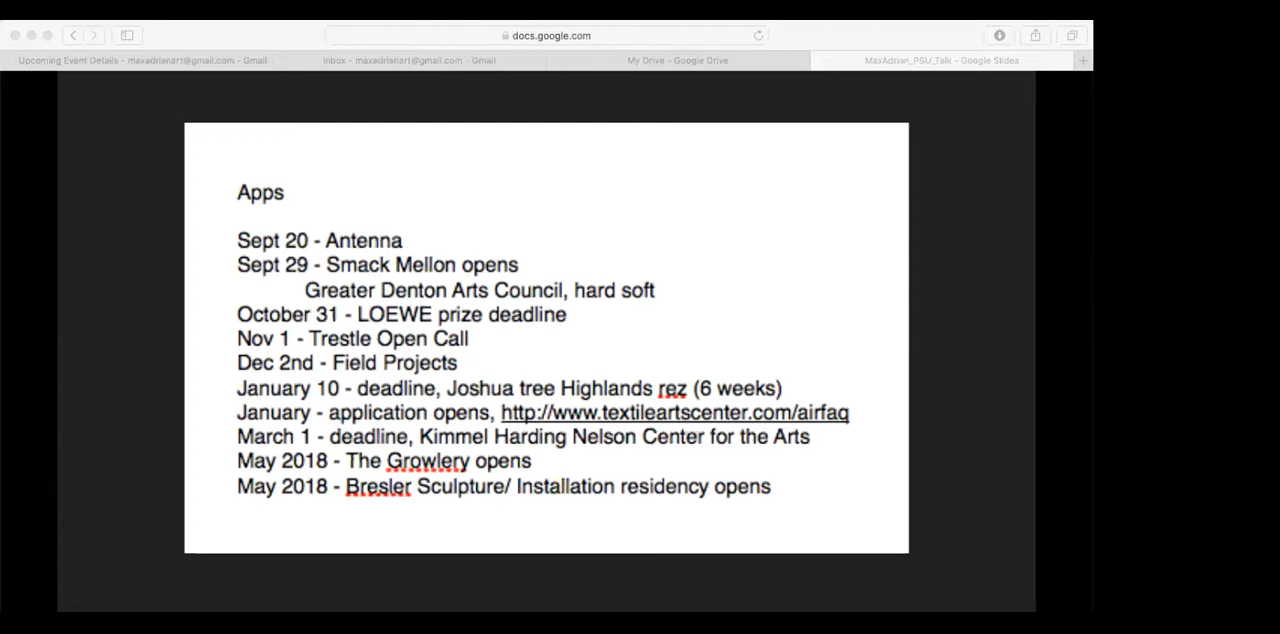 docs.google.com
Upcoming Event Details - maxadrienart@gmail.com - Gmail
Inbox - maxadrienart@gmail.com - Gmail
My Drive - Google Drive
MaxAdrian_PSU_Talk - Google Slides
Apps
Sept 20 - Antenna
Sept 29 - Smack Mellon opens
Greater Denton Arts Council, hard soft
October 31 - LOEWE prize deadline
Nov 1 - Trestle Open Call
Dec 2nd - Field Projects
January 10 - deadline, Joshua tree Highlands rez (6 weeks)
January - application opens, http://www.textileartscenter.com/airfaq
March 1 - deadline, Kimmel Harding Nelson Center for the Arts
May 2018 - The Growlery opens
May 2018 - Bresler Sculpture/ Installation residency opens